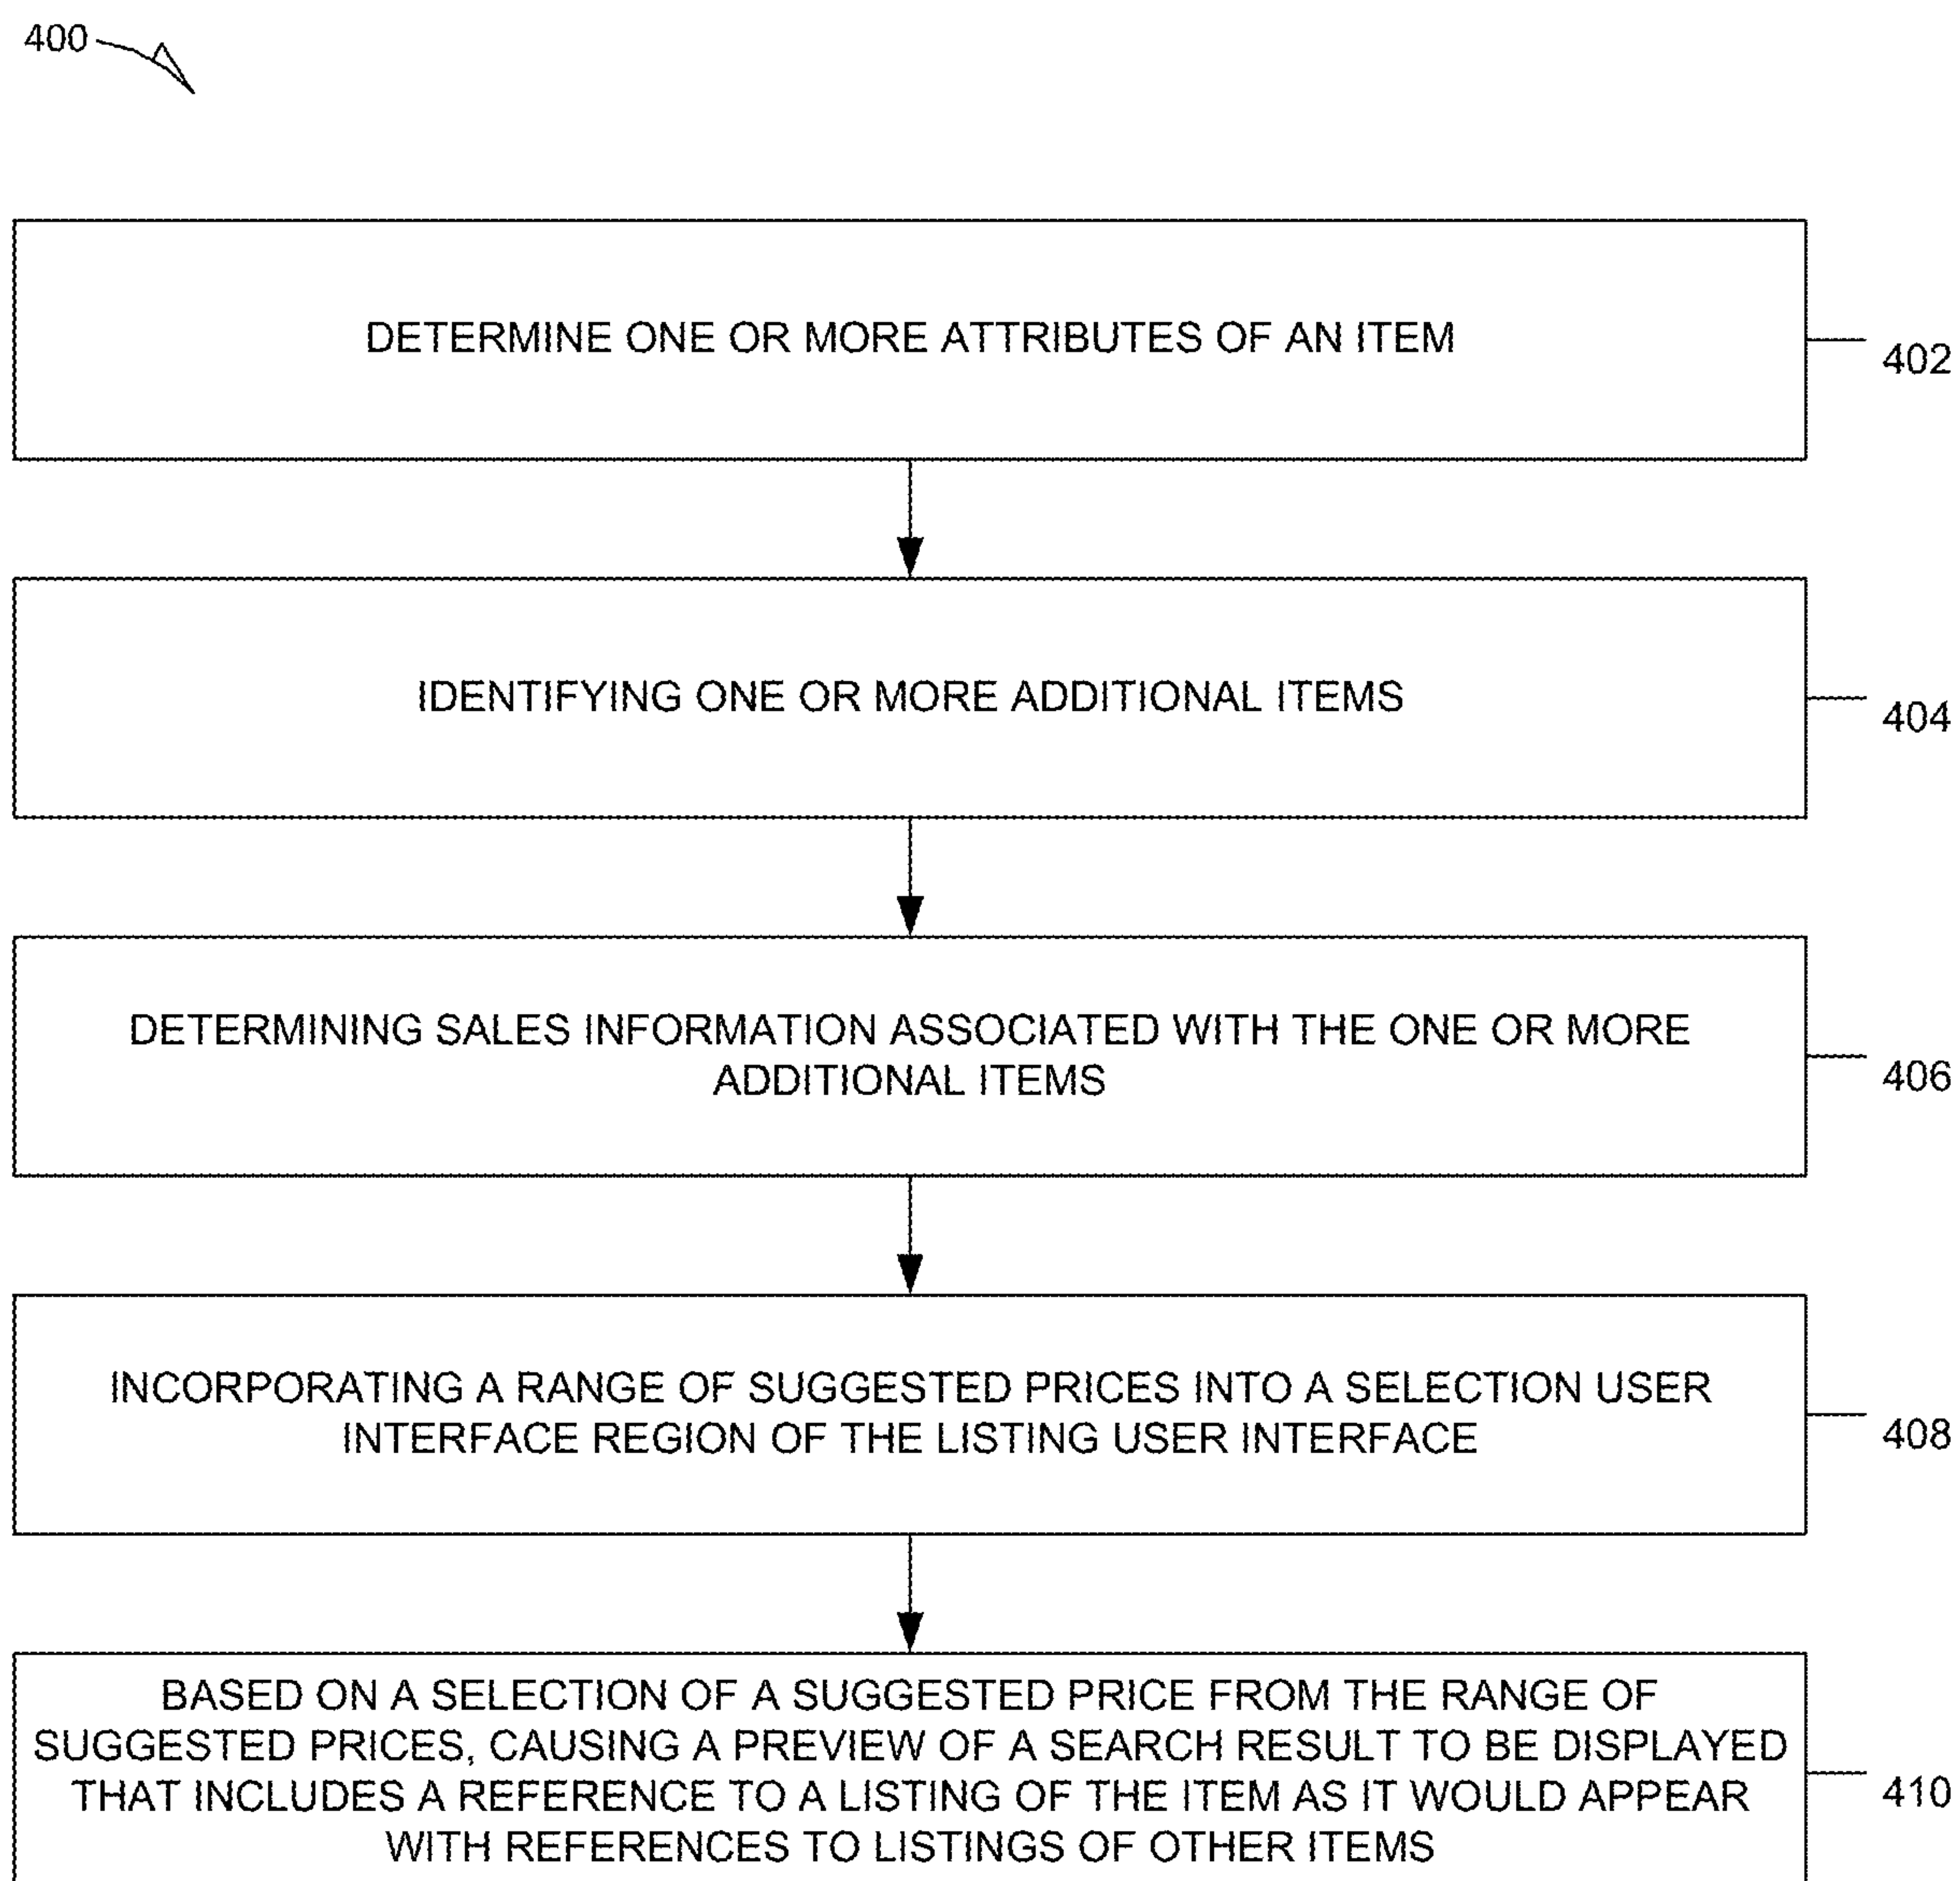 400
DETERMINE ONE OR MORE ATTRIBUTES OF AN ITEM
402
IDENTIFYING ONE OR MORE ADDITIONAL ITEMS
404
DETERMINING SALES INFORMATION ASSOCIATED WITH THE ONE OR MORE
ADDITIONAL ITEMS
406
INCORPORATING A RANGE OF SUGGESTED PRICES INTO A SELECTION USER
INTERFACE REGION OF THE LISTING USER INTERFACE
408
BASED ON A SELECTION OF A SUGGESTED PRICE FROM THE RANGE OF
SUGGESTED PRICES, CAUSING A PREVIEW OF A SEARCH RESULT TO BE DISPLAYED
THAT INCLUDES A REFERENCE TO A LISTING OF THE ITEM AS IT WOULD APPEAR
WITH REFERENCES TO LISTINGS OF OTHER ITEMS
410